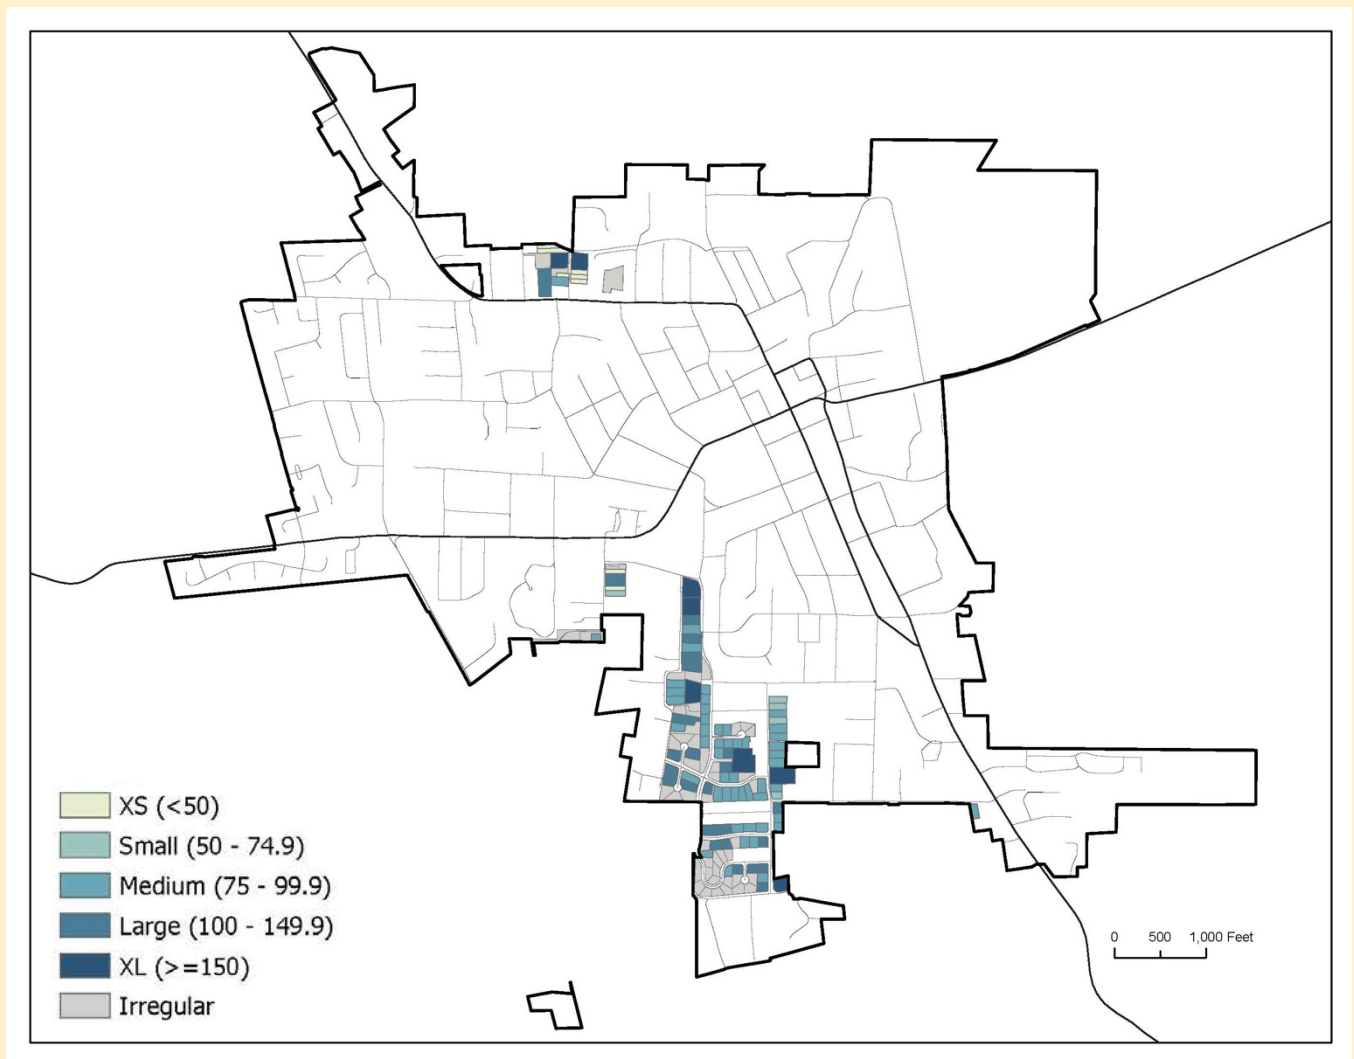 XS (<50)
Small (50 - 74.9)
Medium (75 - 99.9)
Large (100 - 149.9)
XL (>=150)
Irregular
0 500 1,000 Feet